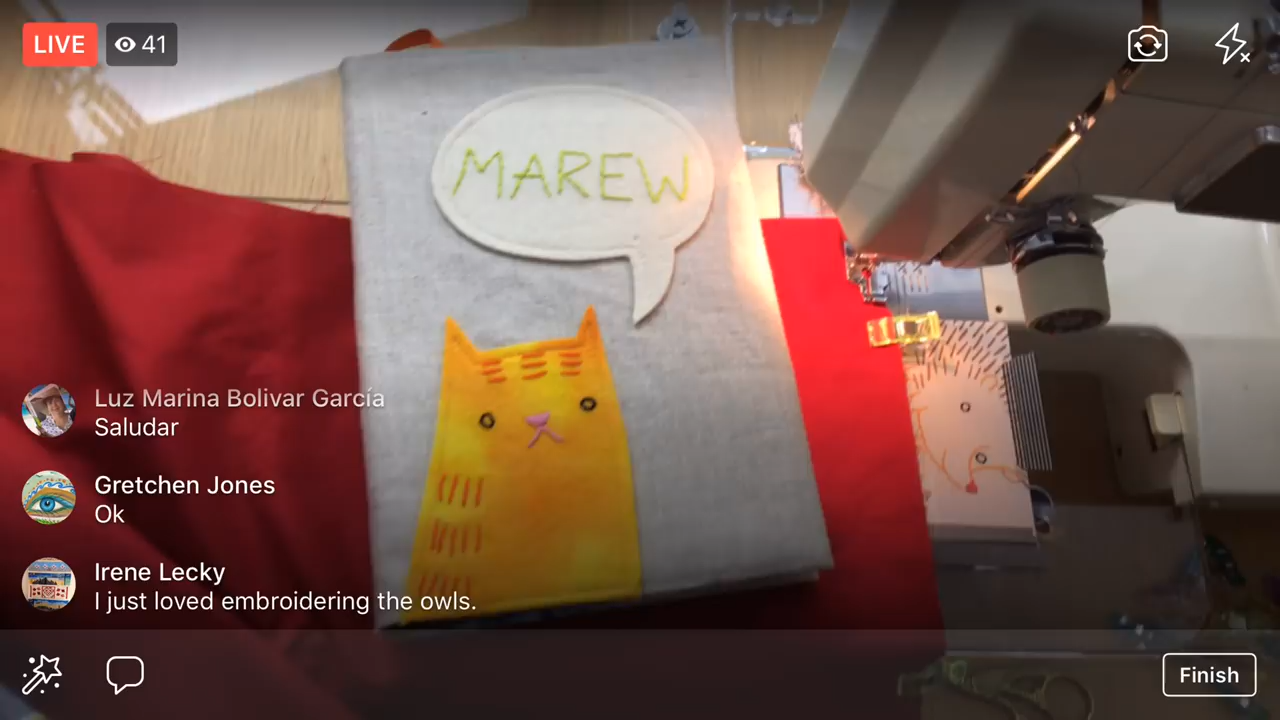 LIVE
41
MAREW
Luz Marina Bolivar García
Saludar
Gretchen Jones
Ok
Irene Lecky
I just loved embroidering the owls.
Finish